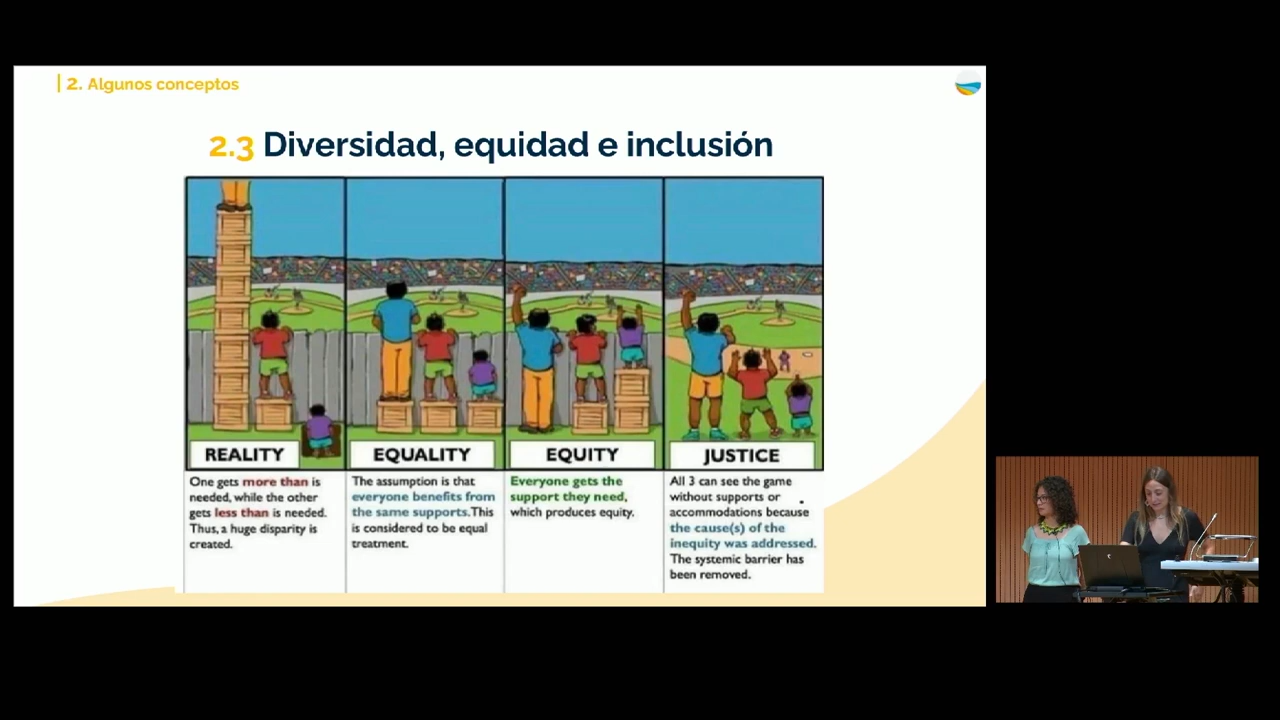 | 2. Algunos conceptos
2.3 Diversidad, equidad e inclusión
REALITY
One gets more than is
needed, while the other
gets less than is needed.
Thus, a huge disparity is
created.
EQUALITY
The assumption is that
everyone benefits from
the same supports.This
is considered to be equal
treatment.
EQUITY
Everyone gets the
support they need,
which produces equity.
JUSTICE
All 3 can see the game
without supports or
accommodations because
the cause(s) of the
inequity was addressed.
The systemic barrier has
been removed.